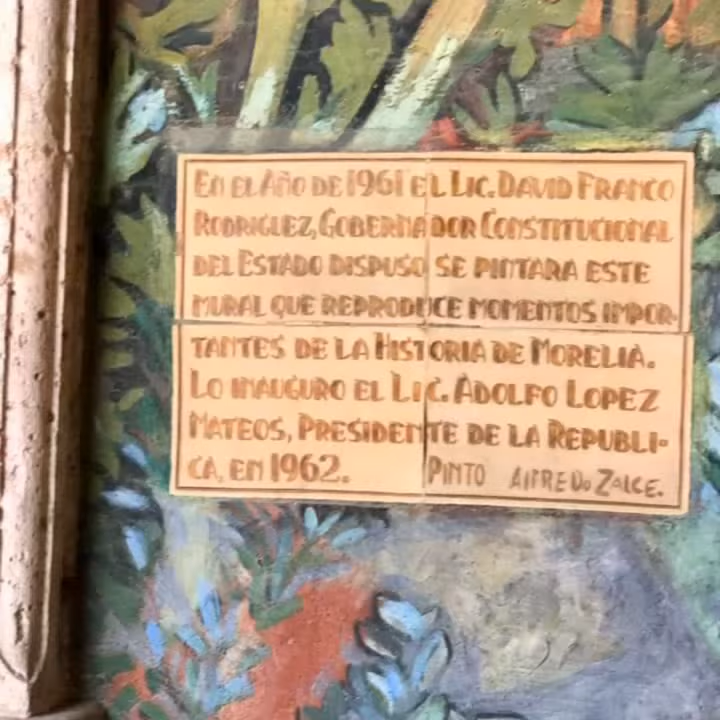 En el Año de 1961 el Lic. David Franco
Rodriguez, Gobernador Constitucional
del Estado dispuso se pintara este
mural que reproduce momentos impor-
tantes de la Historia de Morelia.
Lo inauguro el Lic. Adolfo Lopez
Mateos, Presidente de la Republi-
ca, en 1962. Pinto Alfredo Zalce.